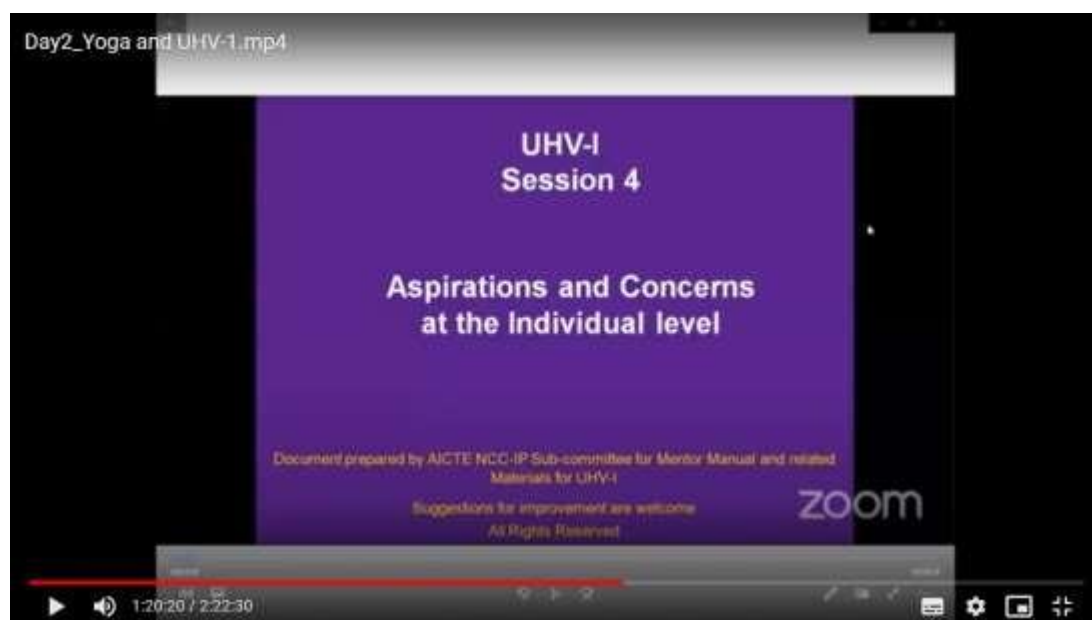 Day2_Yoga and UHV-1.mp4
UHV-I
Session 4
Aspirations and Concerns
at the Individual level
Document prepared by AICTE NCC-IP Sub-committee for Mentor Manual and related
Materials for UHV-I
Suggestions for improvement are welcome
All Rights Reserved
zoom
1:20:20 / 2:22:30